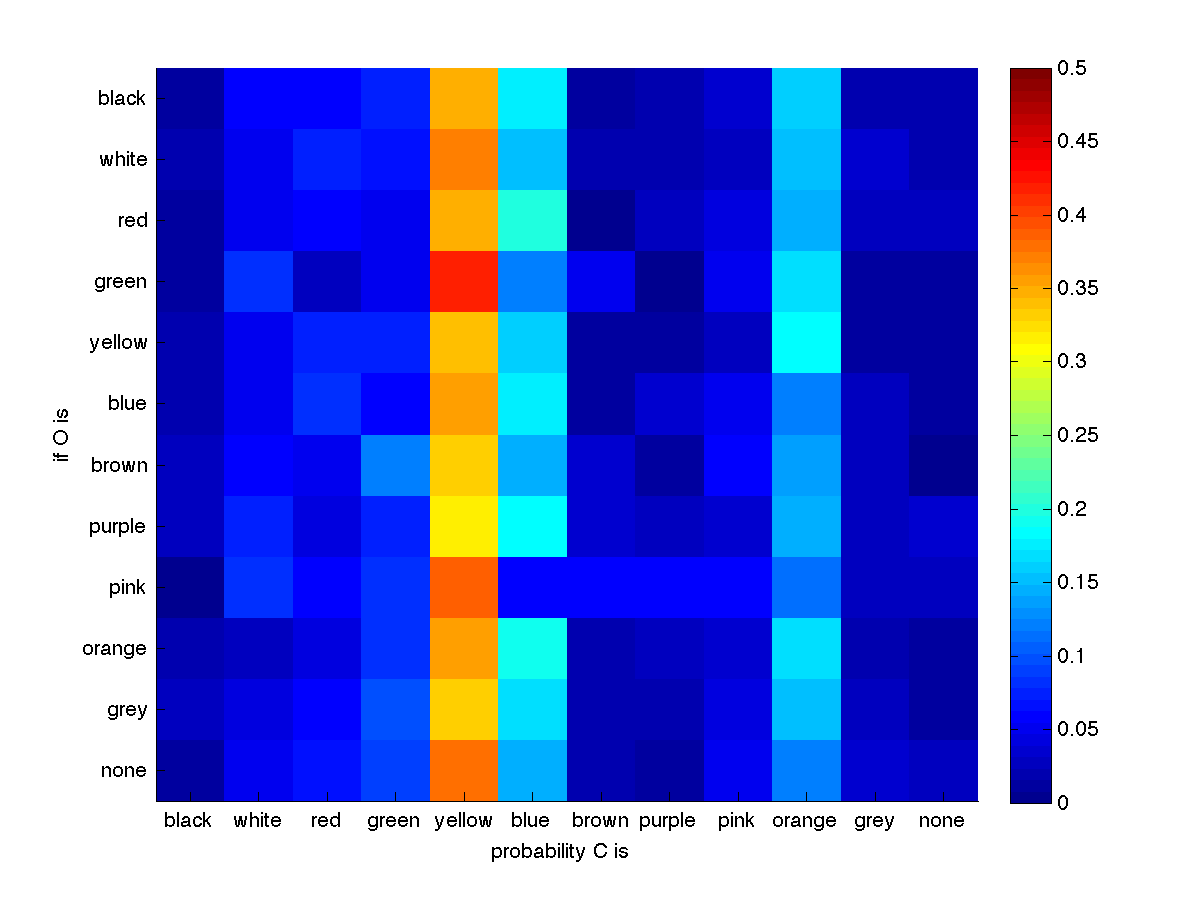 black
white
red
green
yellow
blue
brown
purple
pink
orange
grey
none
if O is
black white red green yellow blue brown purple pink orange grey none
probability C is
0.5
0.45
0.4
0.35
0.3
0.25
0.2
0.15
0.1
0.05
0